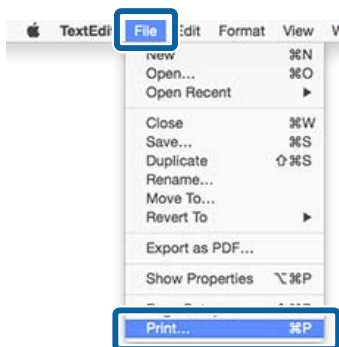 TextEdi File Edit Format View
New ⌘N
Open... ⌘O
Open Recent ▶
Close ⌘W
Save... ⌘S
Duplicate ⇧⌘S
Rename...
Move To...
Revert To ▶
Export as PDF...
Show Properties ⌥⌘P
Print... ⌘P